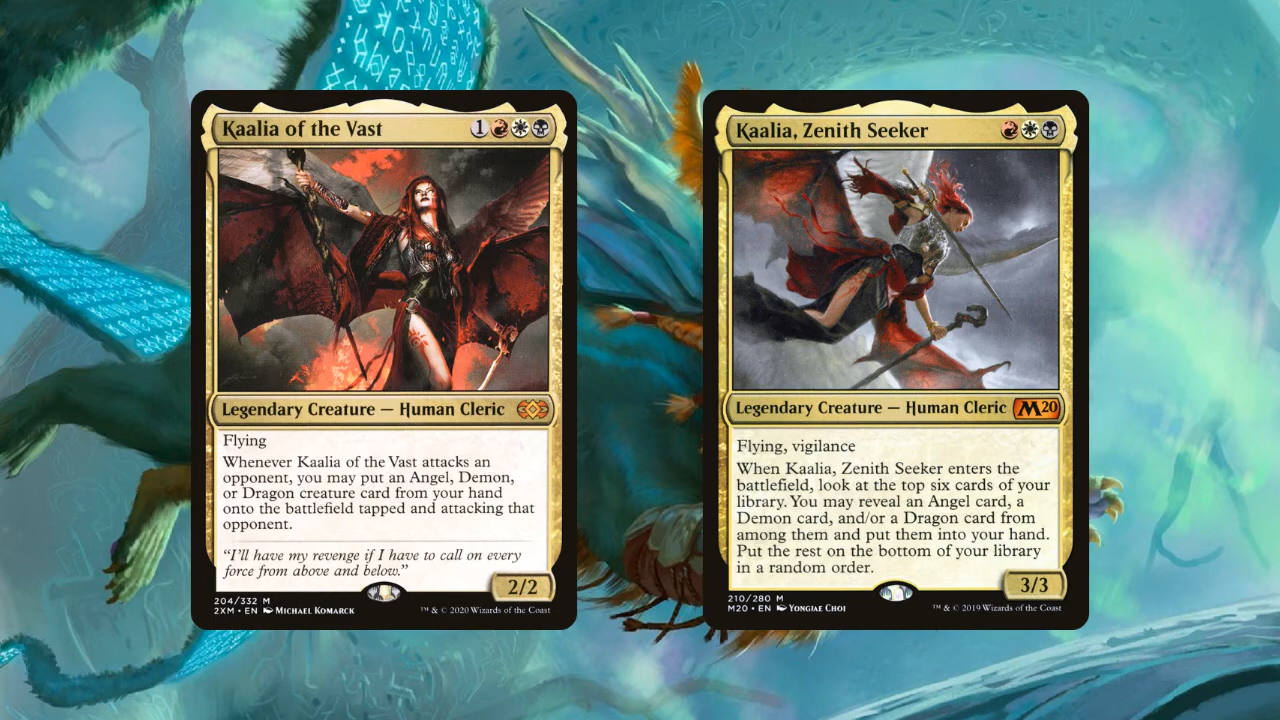 Kaalia of the Vast 1
Legendary Creature — Human Cleric
Flying
Whenever Kaalia of the Vast attacks an
opponent, you may put an Angel, Demon,
or Dragon creature card from your hand
onto the battlefield tapped and attacking that
opponent.
“I’ll have my revenge if I have to call on every
force from above and below.”
2/2
204/332 M
2XM • EN Michael Komarck
™ & © 2020 Wizards of the Coast
Kaalia, Zenith Seeker
Legendary Creature — Human Cleric M20
Flying, vigilance
When Kaalia, Zenith Seeker enters the
battlefield, look at the top six cards of your
library. You may reveal an Angel card, a
Demon card, and/or a Dragon card from
among them and put them into your hand.
Put the rest on the bottom of your library
in a random order.
3/3
210/280 M
M20 • EN Yongjae Choi
™ & © 2019 Wizards of the Coast